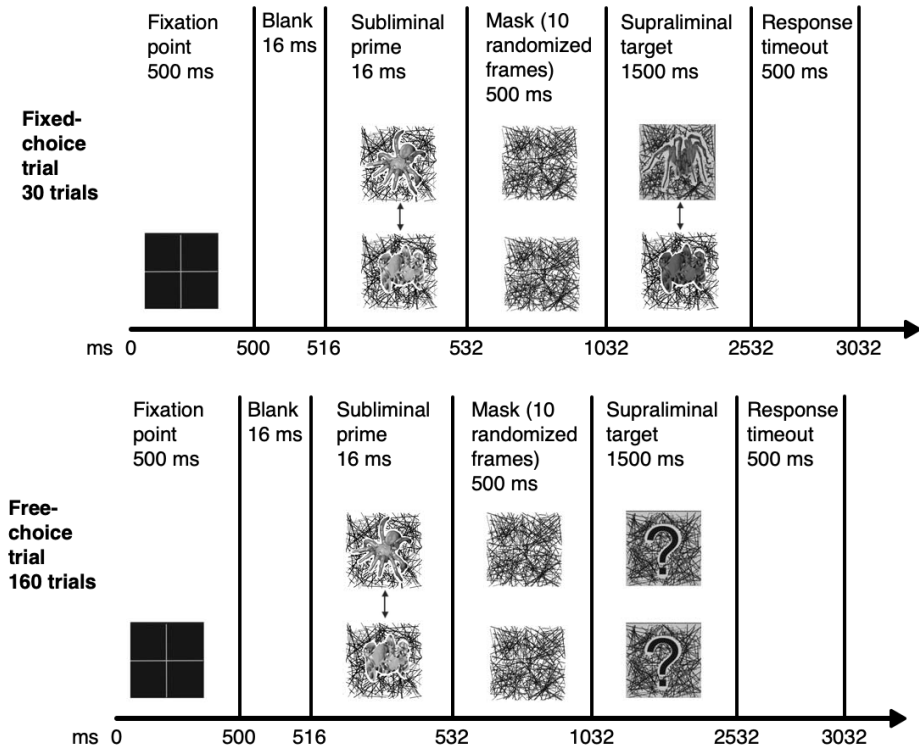 Fixation
point
500 ms
Blank
16 ms
Subliminal
prime
16 ms
Mask (10
randomized
frames)
500 ms
Supraliminal
target
1500 ms
Response
timeout
500 ms
Fixed-
choice
trial
30 trials
ms 0 500 516 532 1032 2532 3032
Fixation
point
500 ms
Blank
16 ms
Subliminal
prime
16 ms
Mask (10
randomized
frames)
500 ms
Supraliminal
target
1500 ms
Response
timeout
500 ms
Free-
choice
trial
160 trials
?
?
ms 0 500 516 532 1032 2532 3032